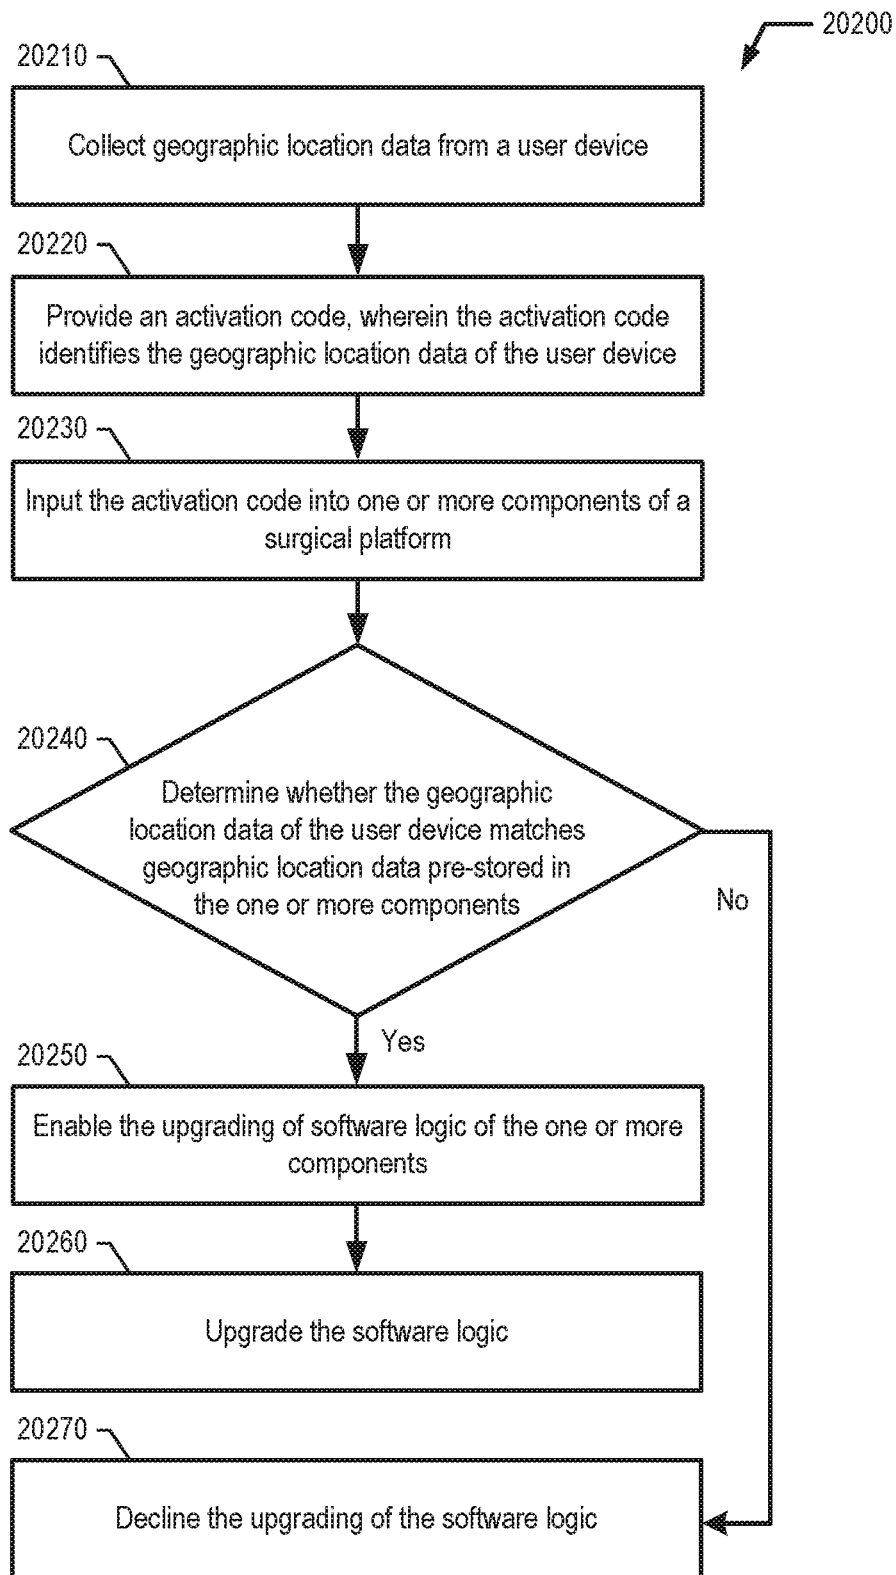 20200
20210
Collect geographic location data from a user device
20220
Provide an activation code, wherein the activation code
identifies the geographic location data of the user device
20230
Input the activation code into one or more components of a
surgical platform
20240
Determine whether the geographic
location data of the user device matches
geographic location data pre-stored in
the one or more components
No
Yes
20250
Enable the upgrading of software logic of the one or more
components
20260
Upgrade the software logic
20270
Decline the upgrading of the software logic